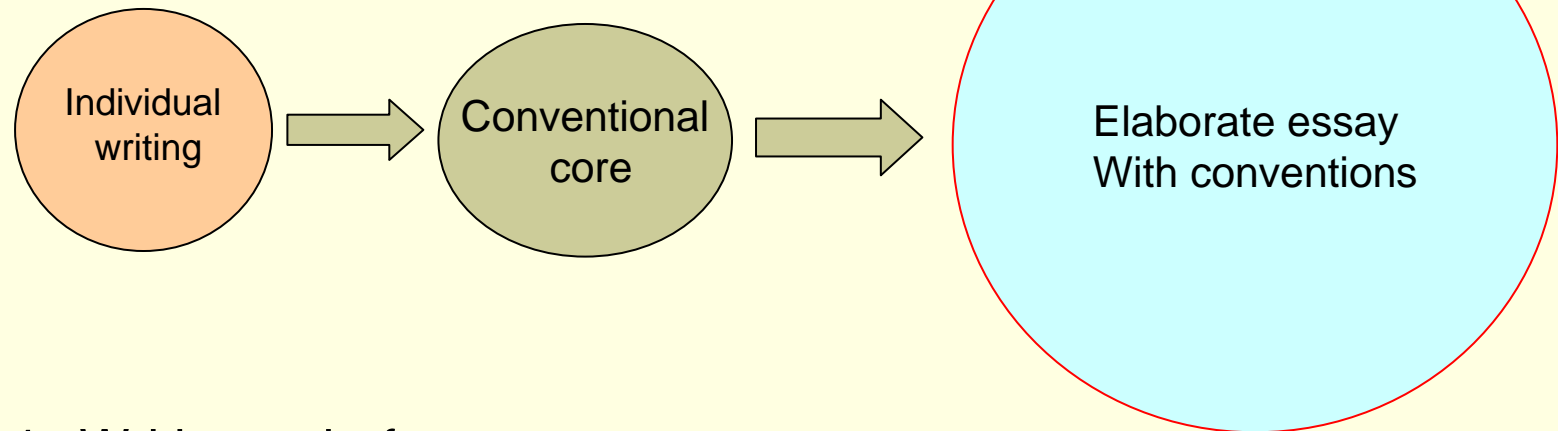 Individual
writing
Conventional
core
Elaborate essay
With conventions